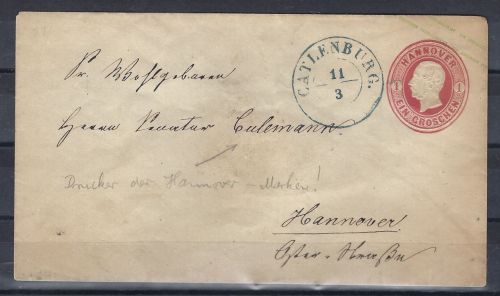 HANNOVER
1 1
EIN GROSCHEN
CATLENBURG.
11
3
Sr. Wohlgeboren
Herrn Senator Culemann
Drucker der Hannover-Marken!
Hannover
Oster-Straße